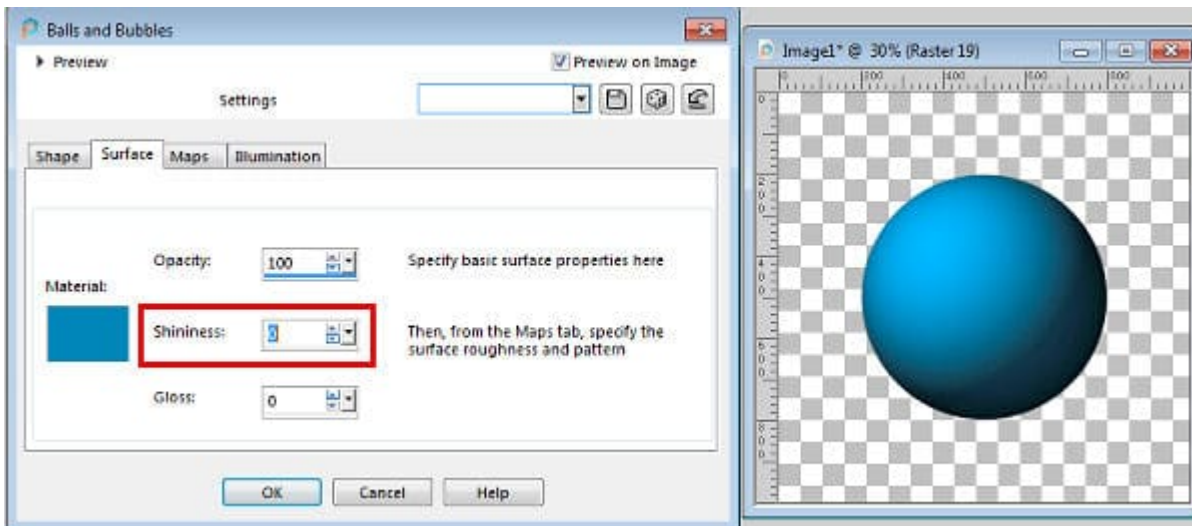 Balls and Bubbles
Preview
Preview on Image
Settings
Shape Surface Maps Illumination
Opacity: 100 Specify basic surface properties here
Material:
Shininess: 0 Then, from the Maps tab, specify the
surface roughness and pattern
Gloss: 0
OK Cancel Help
Image1* @ 30% (Raster 19)